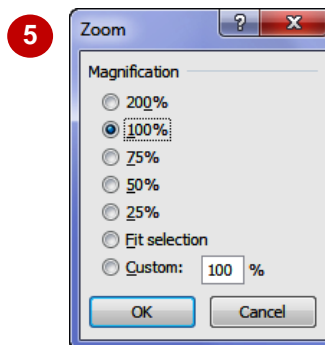 5
Zoom ? X
Magnification
200%
100%
75%
50%
25%
Fit selection
Custom: 100 %
OK Cancel